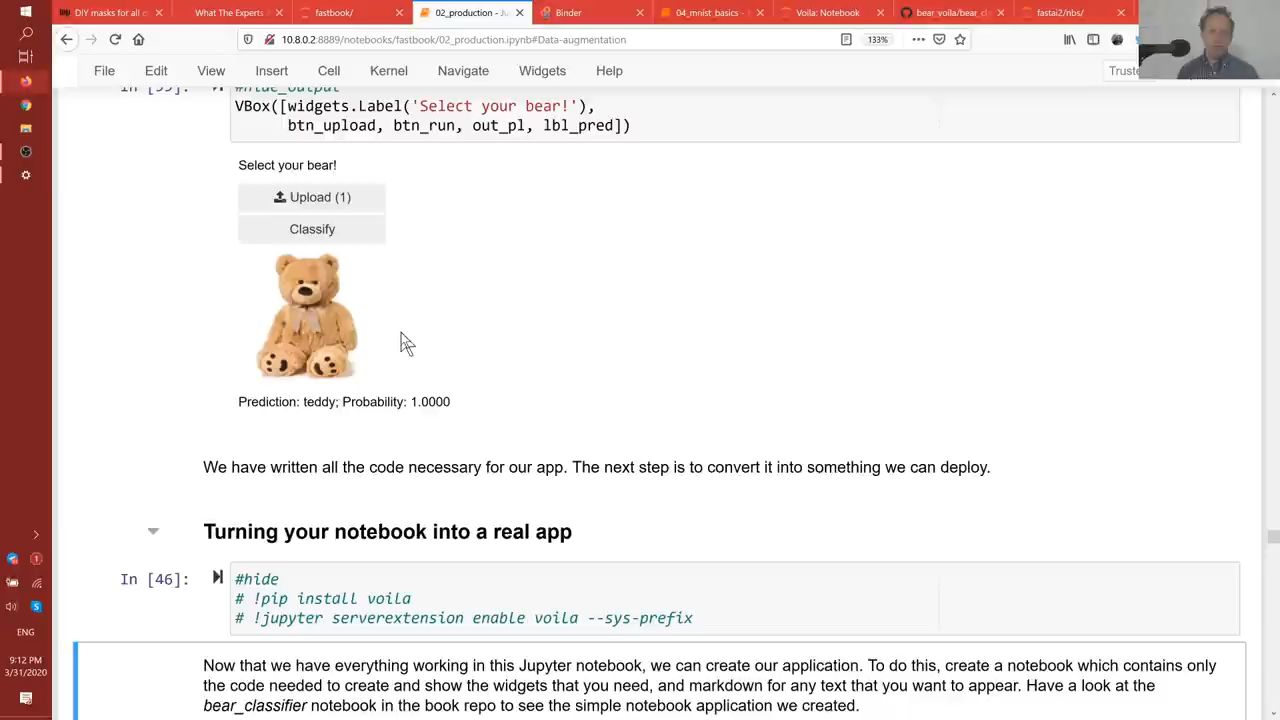 DIY masks for all c
What The Experts A
fastbook/
02_production - Ju
Binder
04_mnist_basics - J
Voila: Notebook
bear_voila/bear_cl
fastai2/nbs/
10.8.0.2:8889/notebooks/fastbook/02_production.ipynb#Data-augmentation
133%
File Edit View Insert Cell Kernel Navigate Widgets Help
Truste
#hide_output
VBox([widgets.Label('Select your bear!'),
btn_upload, btn_run, out_pl, lbl_pred])
Select your bear!
Upload (1)
Classify
Prediction: teddy; Probability: 1.0000
We have written all the code necessary for our app. The next step is to convert it into something we can deploy.
Turning your notebook into a real app
In [46]:
#hide
# !pip install voila
# !jupyter serverextension enable voila --sys-prefix
Now that we have everything working in this Jupyter notebook, we can create our application. To do this, create a notebook which contains only
the code needed to create and show the widgets that you need, and markdown for any text that you want to appear. Have a look at the
bear_classifier notebook in the book repo to see the simple notebook application we created.
ENG
9:12 PM
3/31/2020